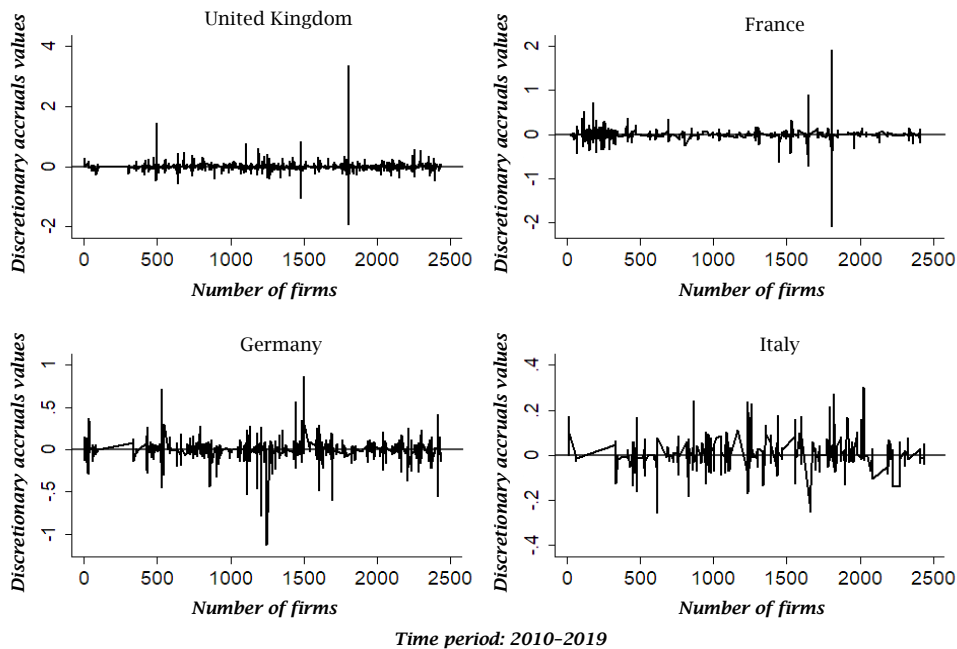 United Kingdom
Discretionary accruals values
4
2
0
-2
0 500 1000 1500 2000 2500
Number of firms
France
Discretionary accruals values
2
1
0
-1
-2
0 500 1000 1500 2000 2500
Number of firms
Germany
Discretionary accruals values
1
.5
0
-.5
-1
0 500 1000 1500 2000 2500
Number of firms
Italy
Discretionary accruals values
.4
.2
0
-.2
-.4
0 500 1000 1500 2000 2500
Number of firms
Time period: 2010–2019